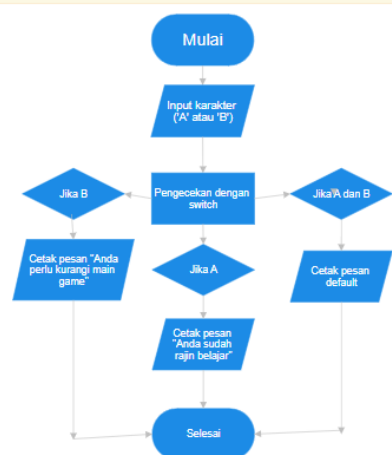 Mulai
Input karakter
('A' atau 'B')
Jika B
Pengecekan dengan
switch
Jika A dan B
Cetak pesan "Anda
perlu kurangi main
game"
Jika A
Cetak pesan
default
Cetak pesan
"Anda sudah
rajin belajar"
Selesai